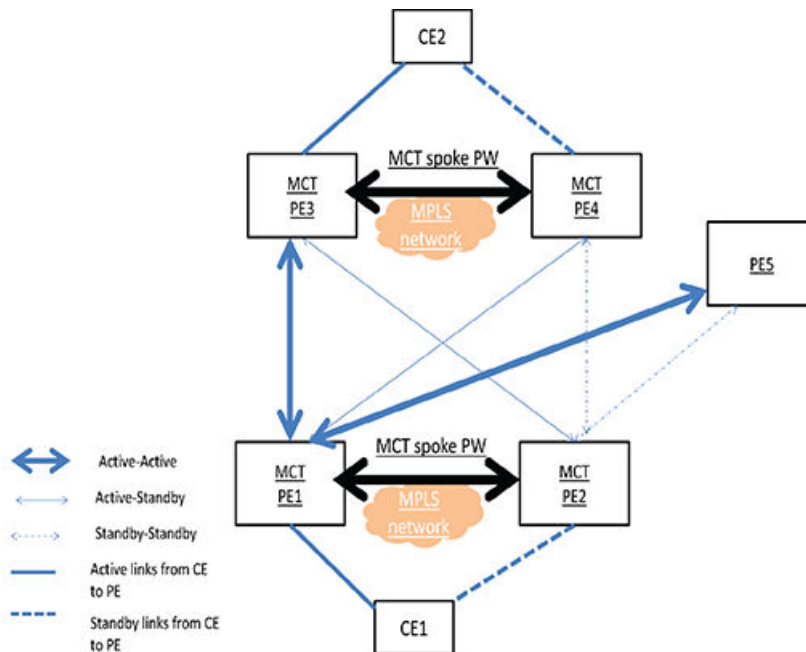 CE2
MCT spoke PW
MCT
PE3
MCT
PE4
MPLS
network
PE5
MCT spoke PW
MCT
PE1
MCT
PE2
MPLS
network
Active-Active
Active-Standby
Standby-Standby
Active links from CE
to PE
Standby links from CE
to PE
CE1